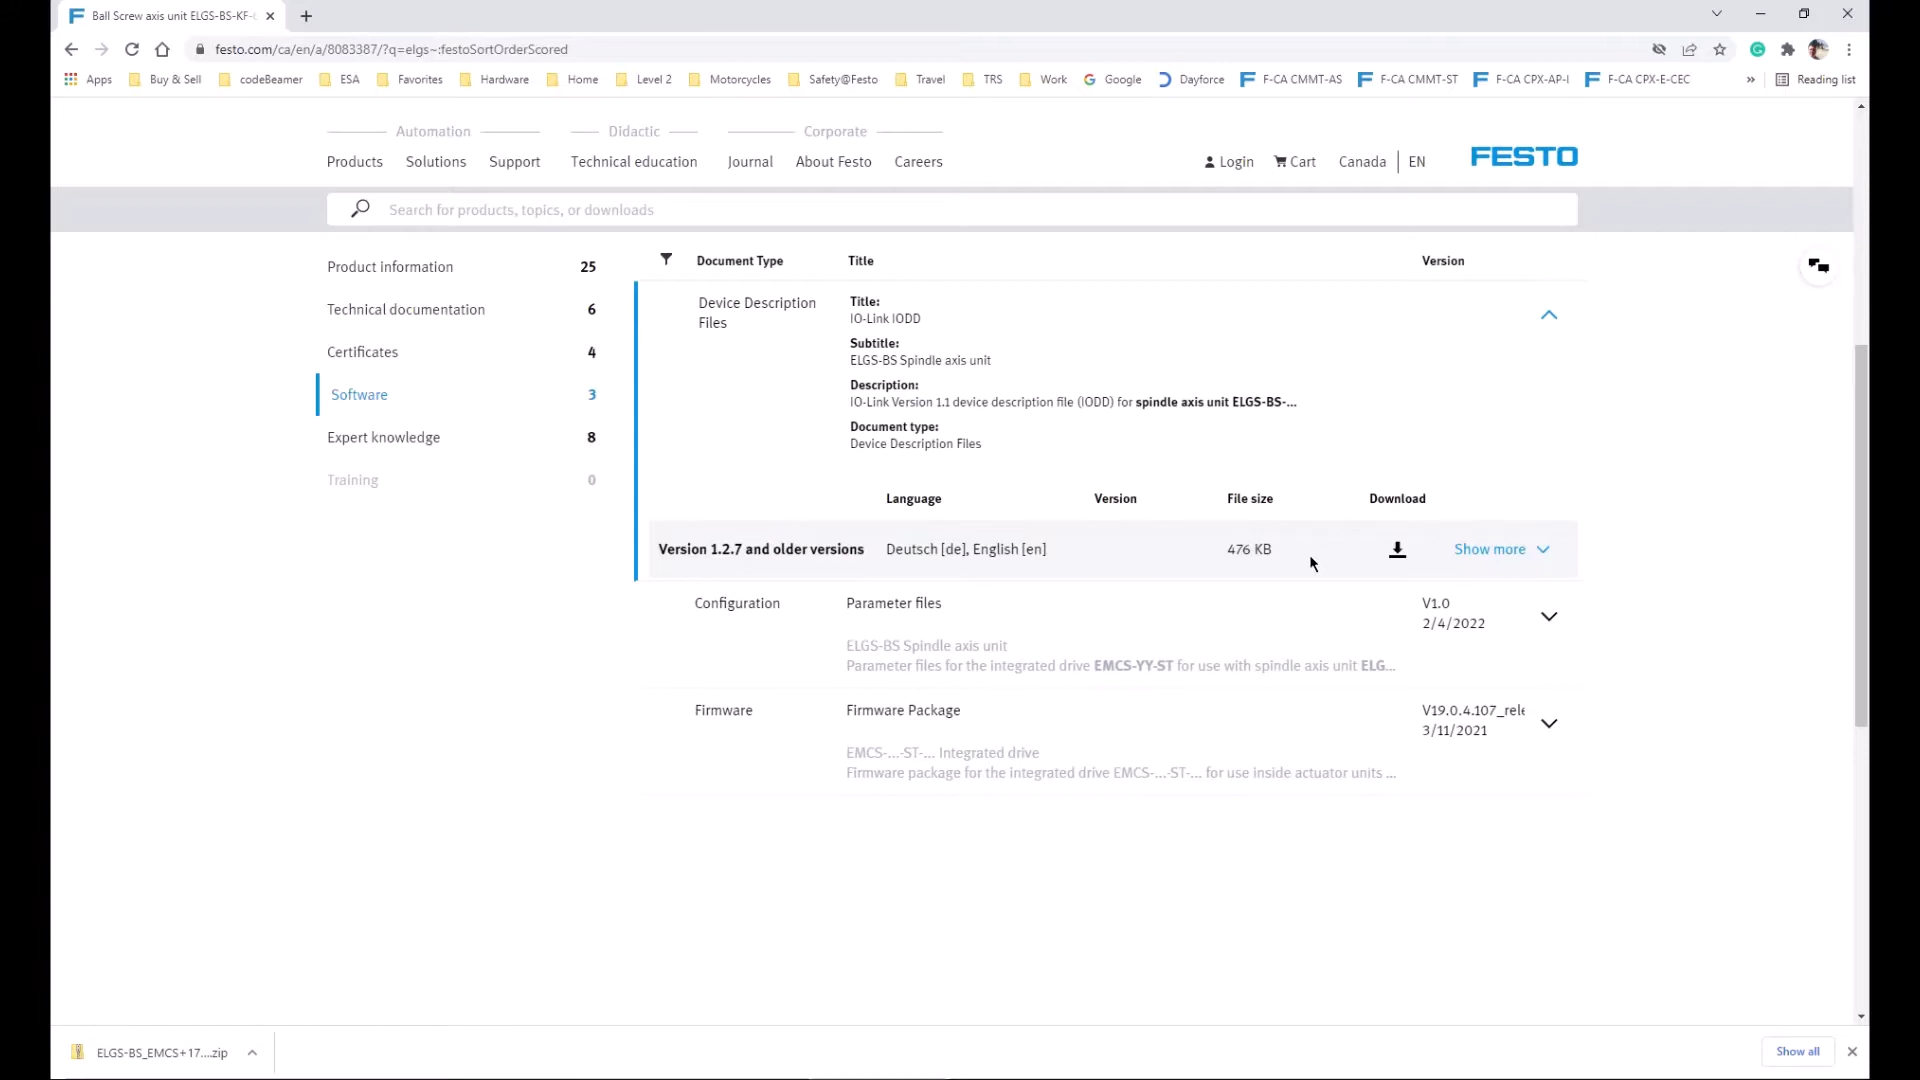 Ball Screw axis unit ELGS-BS-KF-
festo.com/ca/en/a/8083387/?q=elgs~:festoSortOrderScored
Apps Buy & Sell codeBeamer ESA Favorites Hardware Home Level 2 Motorcycles Safety@Festo Travel TRS Work Google Dayforce F-CA CMMT-AS F-CA CMMT-ST F-CA CPX-AP-I F-CA CPX-E-CEC » Reading list
Automation Didactic Corporate
Products Solutions Support Technical education Journal About Festo Careers Login Cart Canada EN FESTO
Search for products, topics, or downloads
Product information 25
Technical documentation 6
Certificates 4
Software 3
Expert knowledge 8
Training 0
Document Type Title Version
Device Description
Files
Title:
IO-Link IODD
Subtitle:
ELGS-BS Spindle axis unit
Description:
IO-Link Version 1.1 device description file (IODD) for spindle axis unit ELGS-BS-...
Document type:
Device Description Files
Language Version File size Download
Version 1.2.7 and older versions Deutsch [de], English [en] 476 KB Show more
Configuration Parameter files V1.0
2/4/2022
ELGS-BS Spindle axis unit
Parameter files for the integrated drive EMCS-YY-ST for use with spindle axis unit ELG...
Firmware Firmware Package V19.0.4.107_rele
3/11/2021
EMCS-...-ST-... Integrated drive
Firmware package for the integrated drive EMCS-...-ST-... for use inside actuator units ...
ELGS-BS_EMCS+17....zip Show all